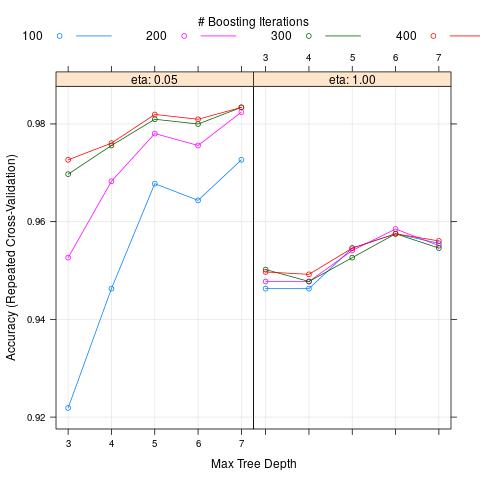 # Boosting Iterations
100 200 300 400
3 4 5 6 7
eta: 0.05 eta: 1.00
0.98
0.96
0.94
0.92
Accuracy (Repeated Cross-Validation)
3 4 5 6 7
Max Tree Depth